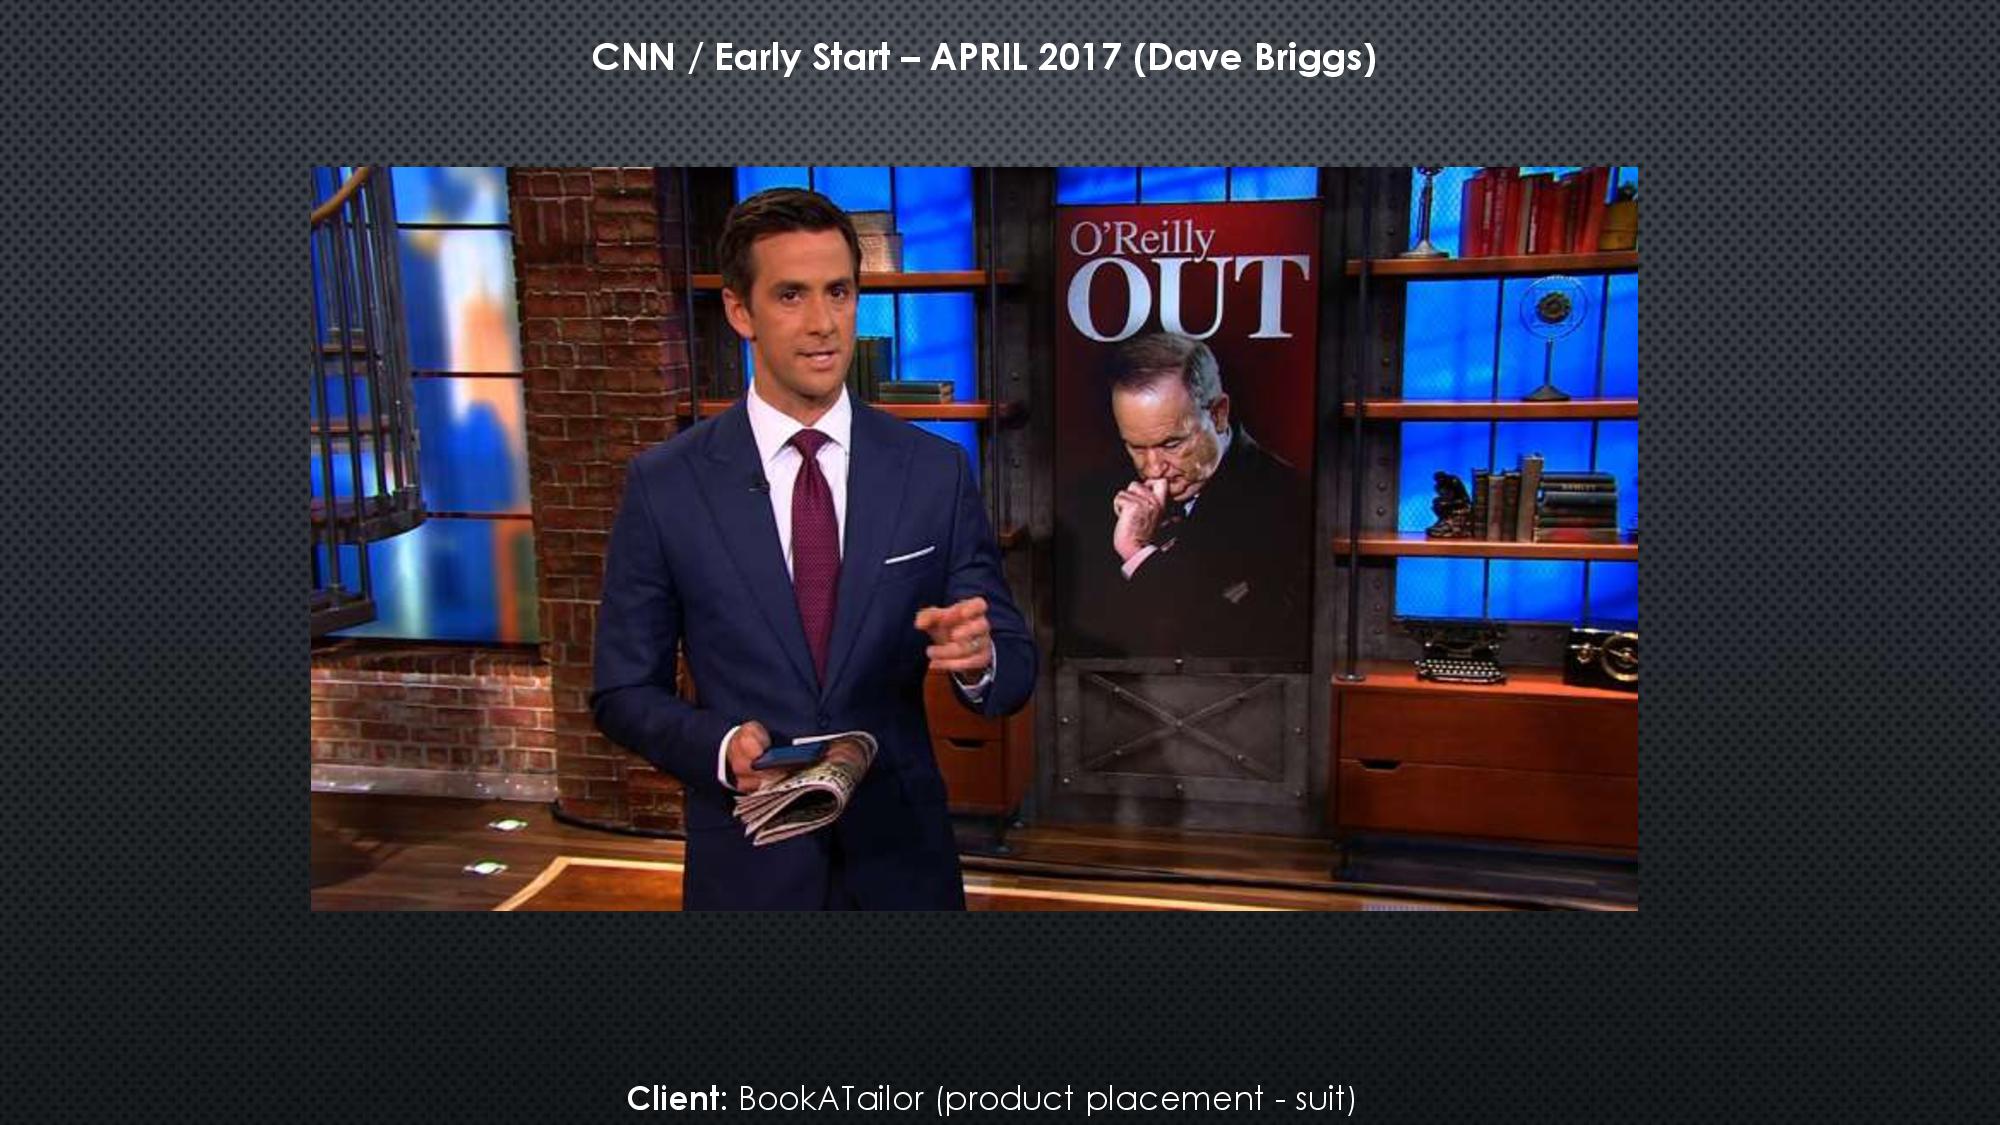 CNN / Early Start – APRIL 2017 (Dave Briggs)
O'Reilly
OUT
Client: BookATailor (product placement - suit)